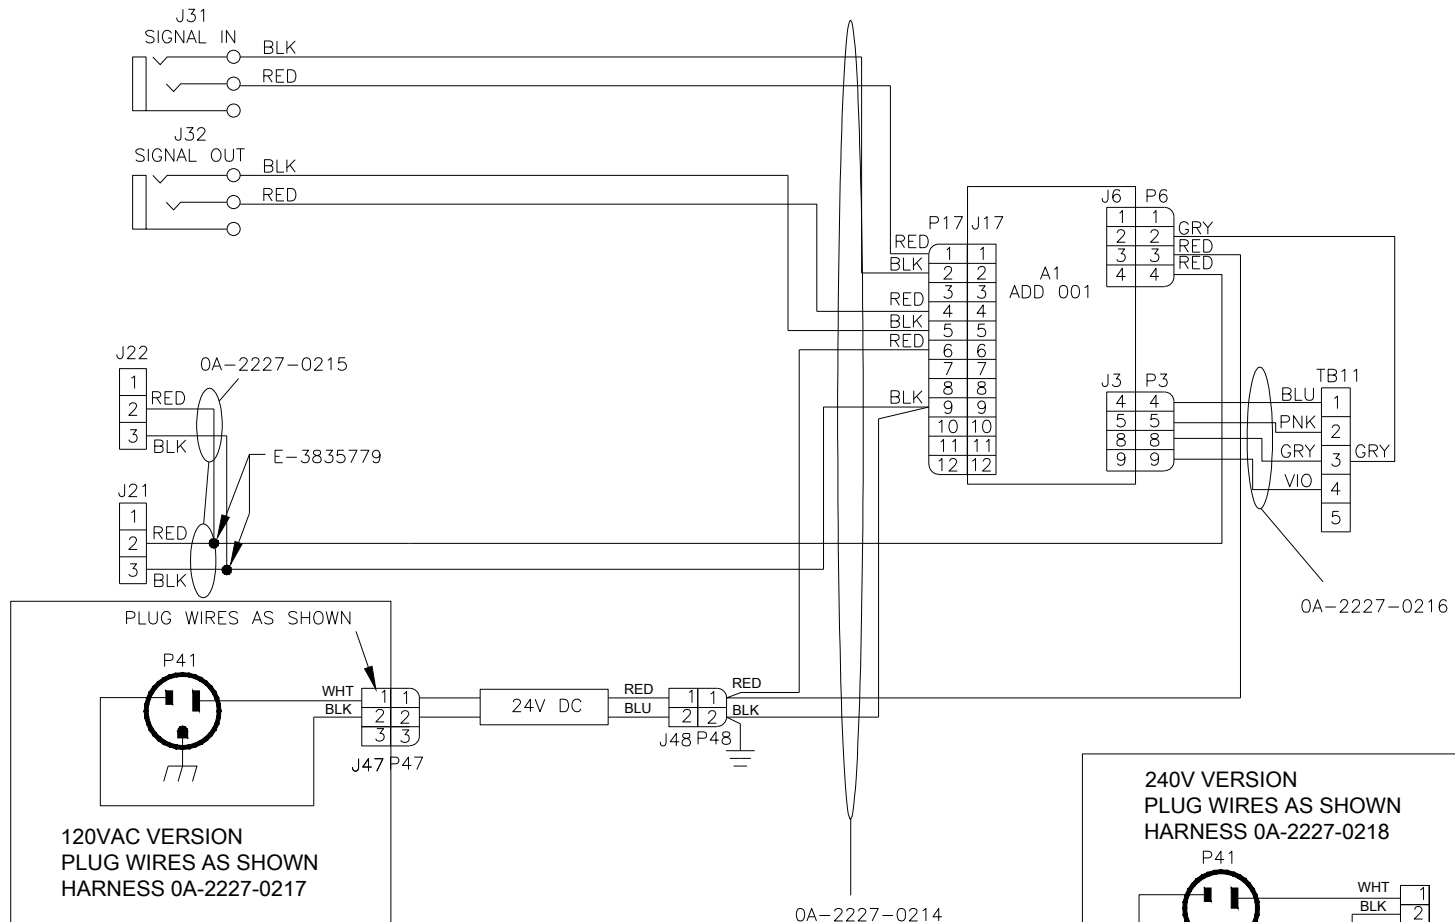 J31
SIGNAL IN
BLK
RED
J32
SIGNAL OUT
BLK
RED
P17 J17
RED 1 1
BLK 2 2
3 3
RED 4 4
BLK 5 5
RED 6 6
7 7
8 8
BLK 9 9
10 10
11 11
12 12
A1
ADD 001
J6 P6
1 1
2 2 GRY
3 3 RED
4 4 RED
J3 P3
4 4
5 5
8 8
9 9
TB11
BLU 1
PNK 2
GRY 3 GRY
VIO 4
5
0A-2227-0216
J22
1
2 RED
3 BLK
0A-2227-0215
E-3835779
J21
1
2 RED
3 BLK
PLUG WIRES AS SHOWN
P41
WHT 1 1
BLK 2 2
3 3
J47 P47
24V DC
RED 1 1 RED
BLU 2 2 BLK
J48 P48
120VAC VERSION
PLUG WIRES AS SHOWN
HARNESS 0A-2227-0217
0A-2227-0214
240V VERSION
PLUG WIRES AS SHOWN
HARNESS 0A-2227-0218
P41
WHT 1
BLK 2